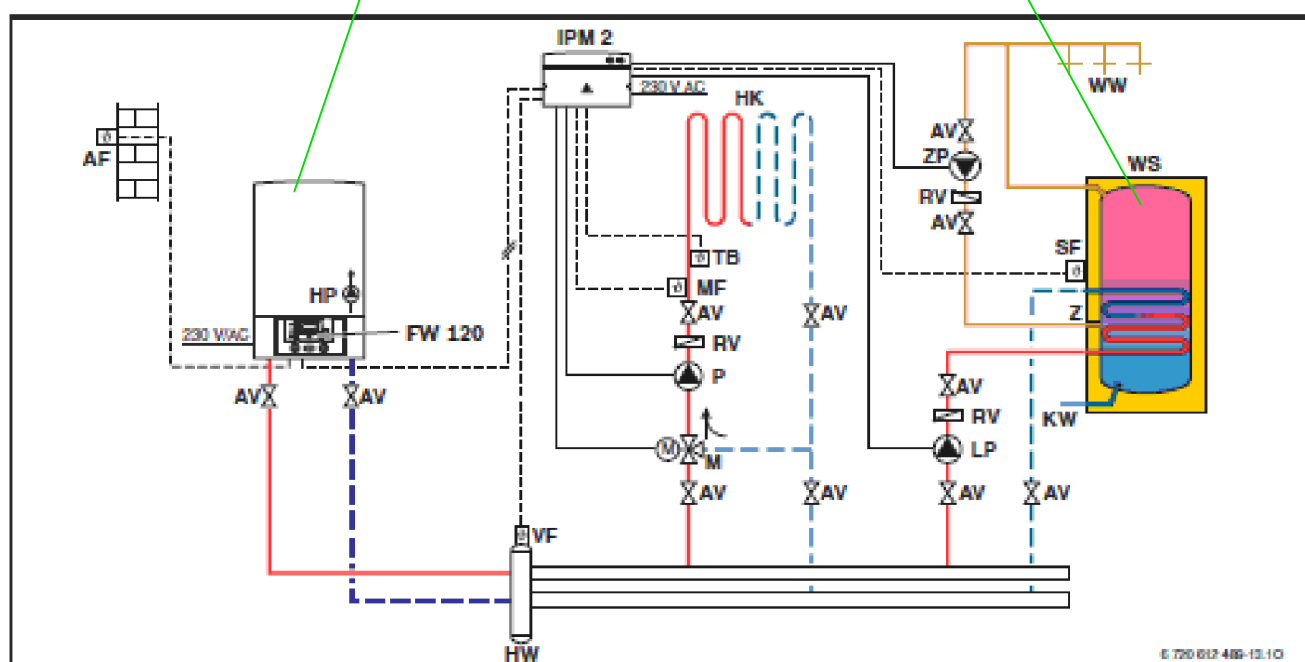 IPM 2
230 V AC
HK
WW
AF
AV
ZP
RV
AV
WS
SF
TB
MF
HP
230 V/AC
FW 120
AV
AV
Z
RV
P
AV
AV
AV
RV
KW
M
M
LP
AV
AV
AV
AV
VF
HW
6 720 612 489-13.1O